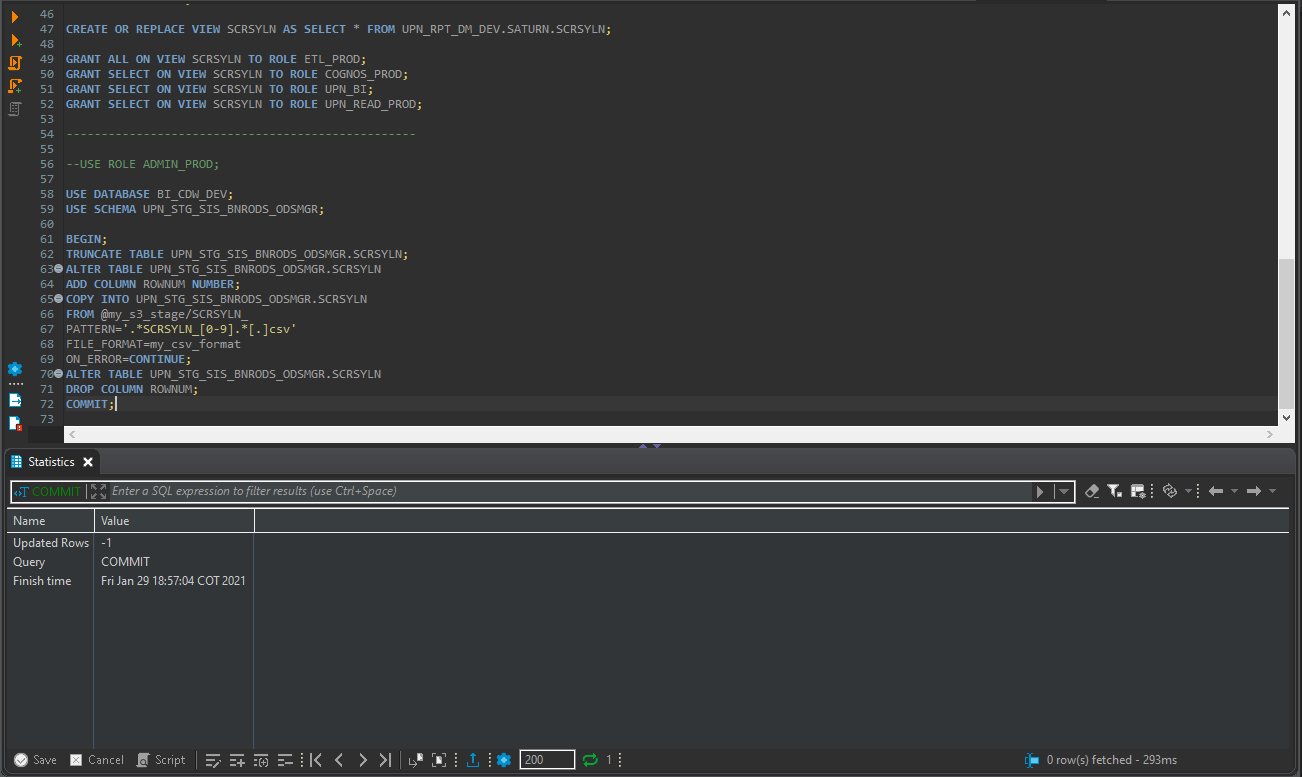 46
47 CREATE OR REPLACE VIEW SCRSYLN AS SELECT * FROM UPN_RPT_DM_DEV.SATURN.SCRSYLN;
48
49 GRANT ALL ON VIEW SCRSYLN TO ROLE ETL_PROD;
50 GRANT SELECT ON VIEW SCRSYLN TO ROLE COGNOS_PROD;
51 GRANT SELECT ON VIEW SCRSYLN TO ROLE UPN_BI;
52 GRANT SELECT ON VIEW SCRSYLN TO ROLE UPN_READ_PROD;
53
54 --------------------------------------------------
55
56 --USE ROLE ADMIN_PROD;
57
58 USE DATABASE BI_CDW_DEV;
59 USE SCHEMA UPN_STG_SIS_BNRODS_ODSMGR;
60
61 BEGIN;
62 TRUNCATE TABLE UPN_STG_SIS_BNRODS_ODSMGR.SCRSYLN;
63 ALTER TABLE UPN_STG_SIS_BNRODS_ODSMGR.SCRSYLN
64 ADD COLUMN ROWNUM NUMBER;
65 COPY INTO UPN_STG_SIS_BNRODS_ODSMGR.SCRSYLN
66 FROM @my_s3_stage/SCRSYLN_
67 PATTERN='.*SCRSYLN_[0-9].*[.]csv'
68 FILE_FORMAT=my_csv_format
69 ON_ERROR=CONTINUE;
70 ALTER TABLE UPN_STG_SIS_BNRODS_ODSMGR.SCRSYLN
71 DROP COLUMN ROWNUM;
72 COMMIT;
73
Statistics
COMMIT Enter a SQL expression to filter results (use Ctrl+Space)
Name Value
Updated Rows -1
Query COMMIT
Finish time Fri Jan 29 18:57:04 COT 2021
Save Cancel Script 200 1 0 row(s) fetched - 293ms